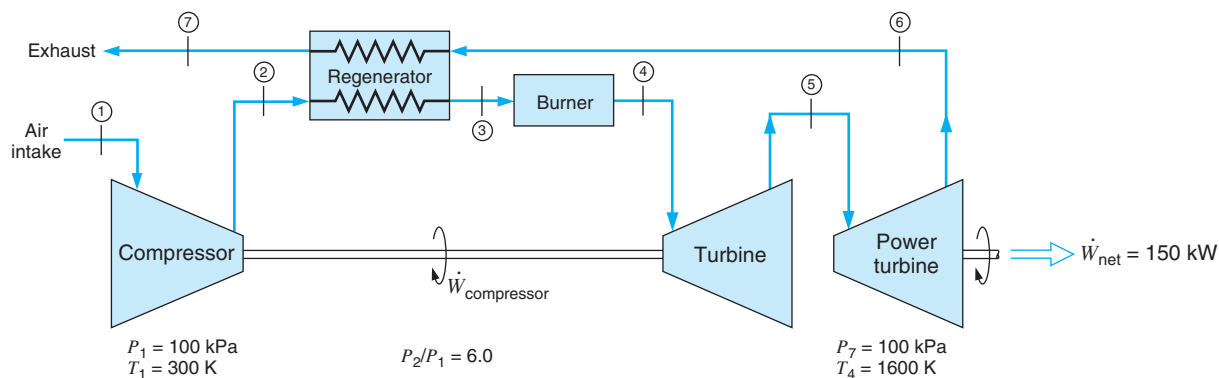 ⑦
⑥
Exhaust
②
Regenerator
④
⑤
Burner
①
③
Air
intake
Compressor
Turbine
Power
turbine
Ẇnet = 150 kW
Ẇcompressor
P1 = 100 kPa
T1 = 300 K
P2/P1 = 6.0
P7 = 100 kPa
T4 = 1600 K